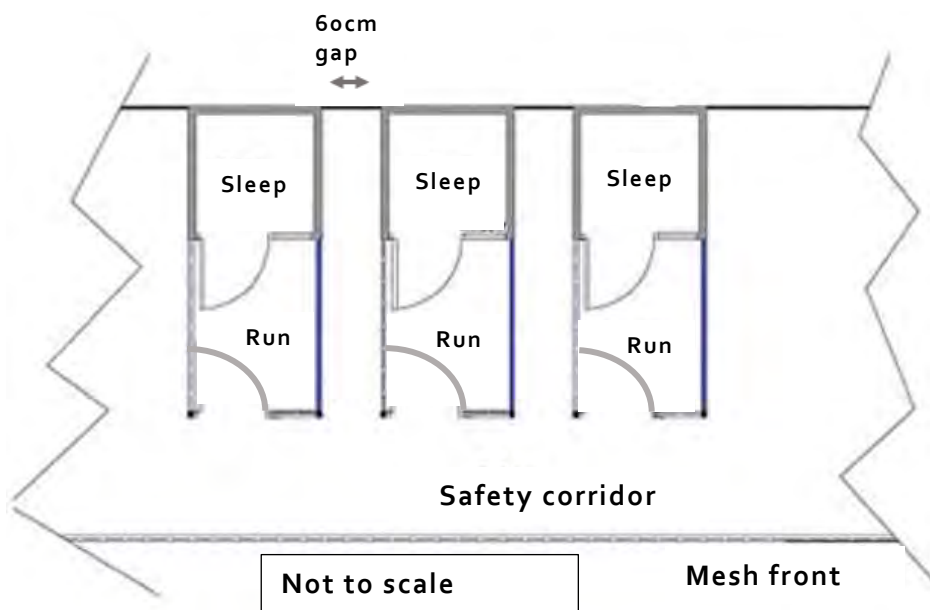 60cm
gap
Sleep
Sleep
Sleep
Run
Run
Run
Safety corridor
Not to scale
Mesh front